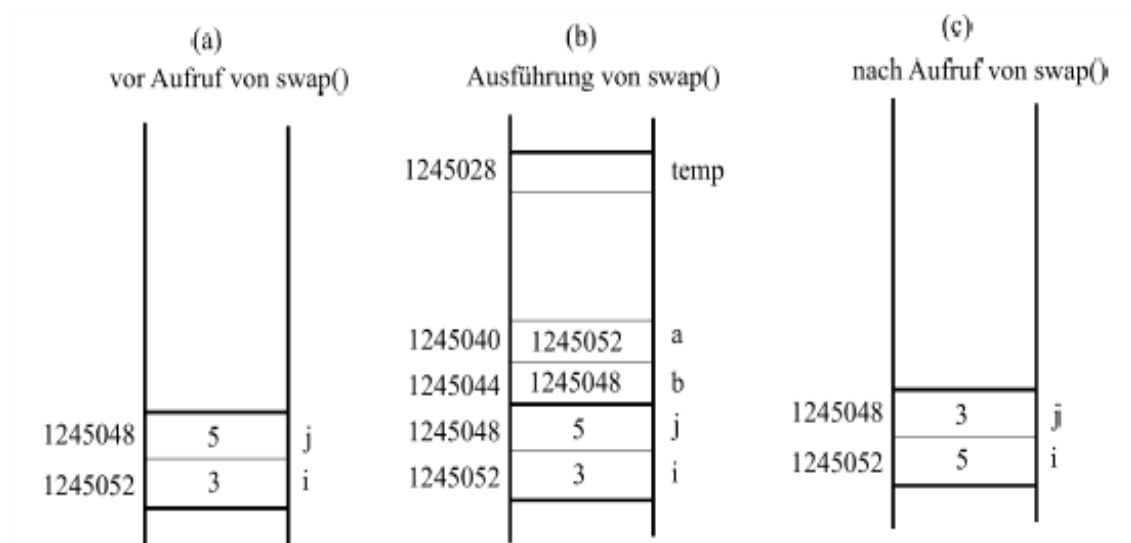 (a)
vor Aufruf von swap()
1245048 5 j
1245052 3 i
(b)
Ausführung von swap()
1245028 temp
1245040 1245052 a
1245044 1245048 b
1245048 5 j
1245052 3 i
(c)
nach Aufruf von swap()
1245048 3 j
1245052 5 i